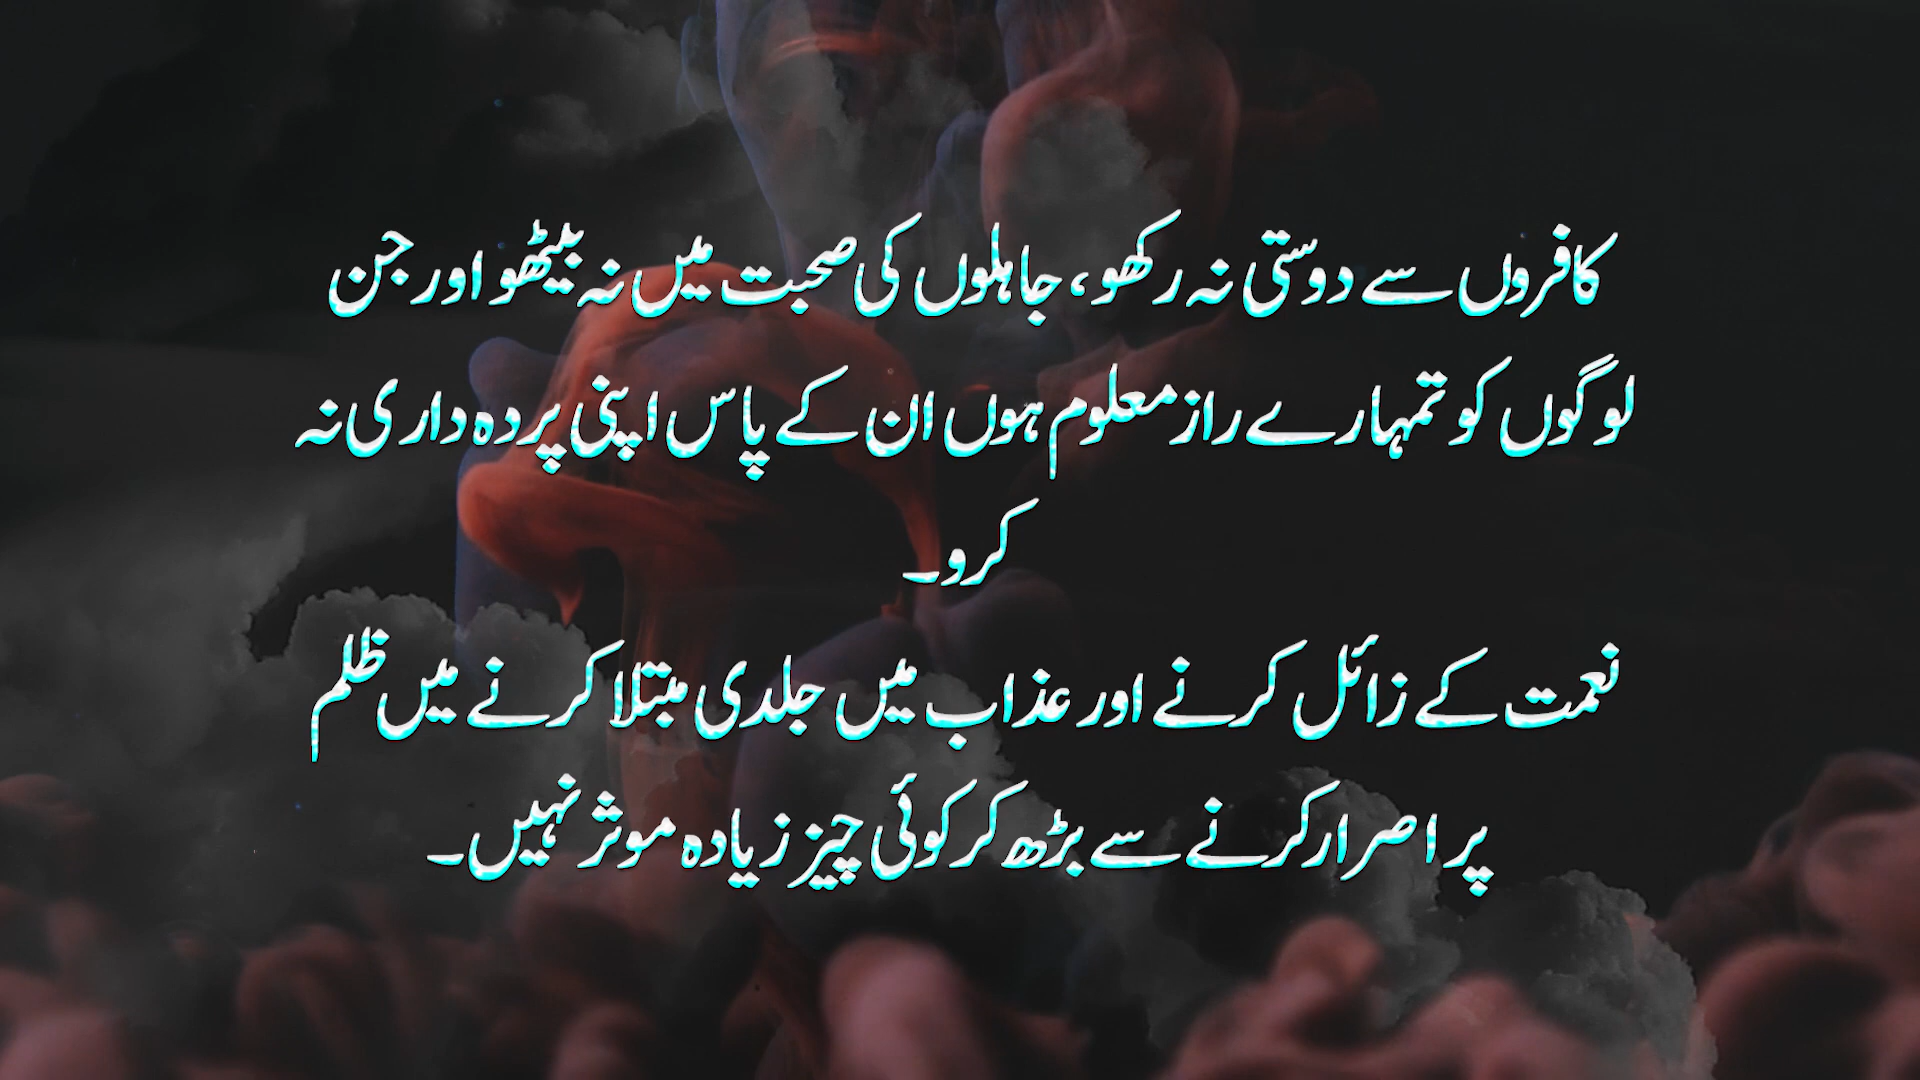 کافروں سے دوستی نہ رکھو، جاہلوں کی صحبت میں نہ بیٹھو اور جن
لوگوں کو تمہارے راز معلوم ہوں ان کے پاس اپنی پردہ داری نہ
کرو۔
نعمت کے زائل کرنے اور عذاب میں جلدی مبتلا کرنے میں ظلم
پر اصرار کرنے سے بڑھ کر کوئی چیز زیادہ موثر نہیں۔